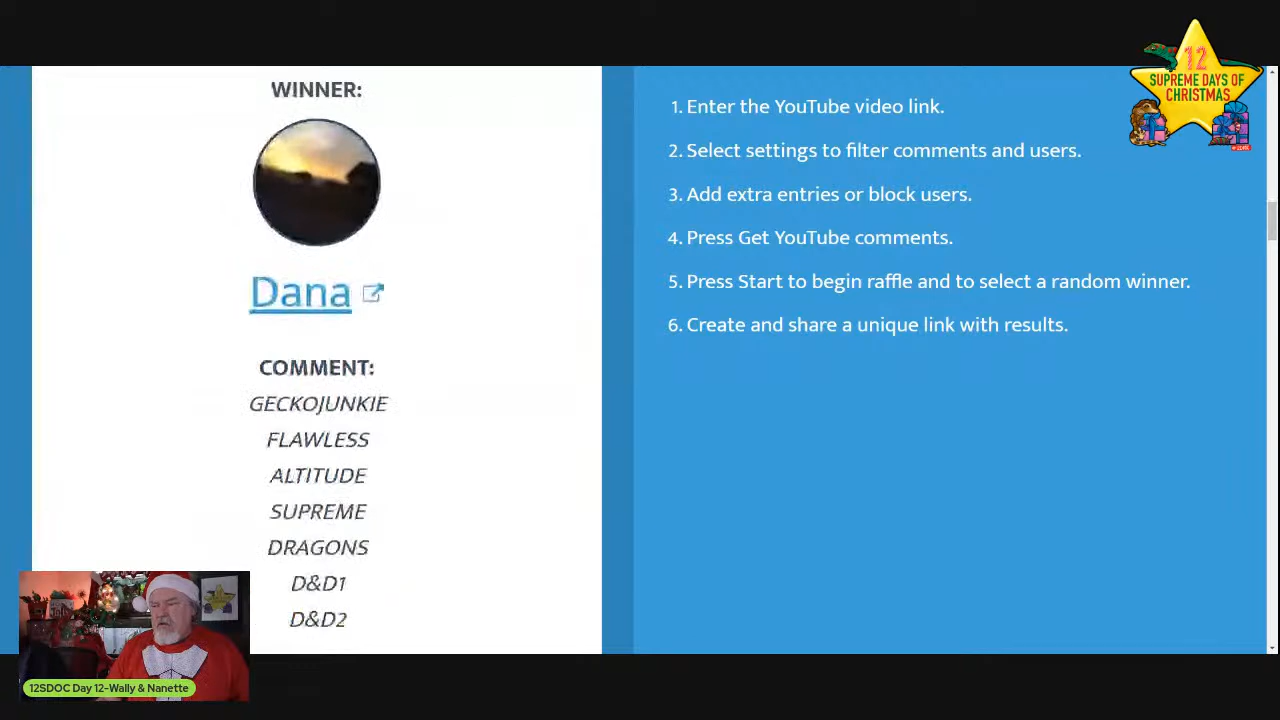 WINNER:
Dana
COMMENT:
GECKOJUNKIE
FLAWLESS
ALTITUDE
SUPREME
DRAGONS
D&D1
D&D2
1. Enter the YouTube video link.
2. Select settings to filter comments and users.
3. Add extra entries or block users.
4. Press Get YouTube comments.
5. Press Start to begin raffle and to select a random winner.
6. Create and share a unique link with results.
12
SUPREME DAYS OF
CHRISTMAS
12SDOC Day 12-Wally & Nanette